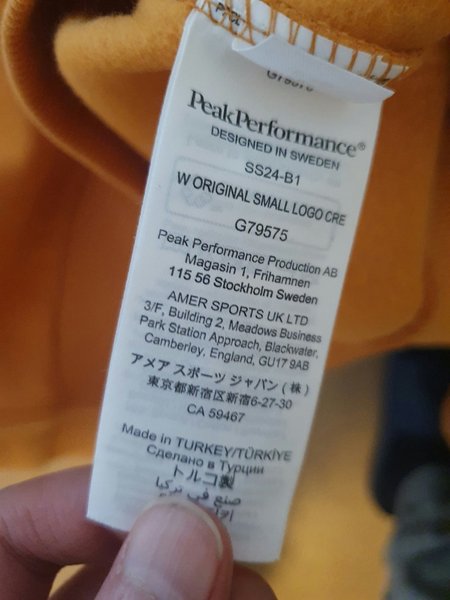 G79575
PeakPerformance®
DESIGNED IN SWEDEN
SS24-B1
W ORIGINAL SMALL LOGO CRE
G79575
Peak Performance Production AB
Magasin 1, Frihamnen
115 56 Stockholm Sweden
AMER SPORTS UK LTD
3/F, Building 2, Meadows Business
Park Station Approach, Blackwater,
Camberley, England, GU17 9AB
アメア スポーツ ジャパン (株)
東京都新宿区新宿6-27-30
CA 59467
Made in TURKEY/TÜRKİYE
Сделано в Турции
トルコ製
صنع في تركيا